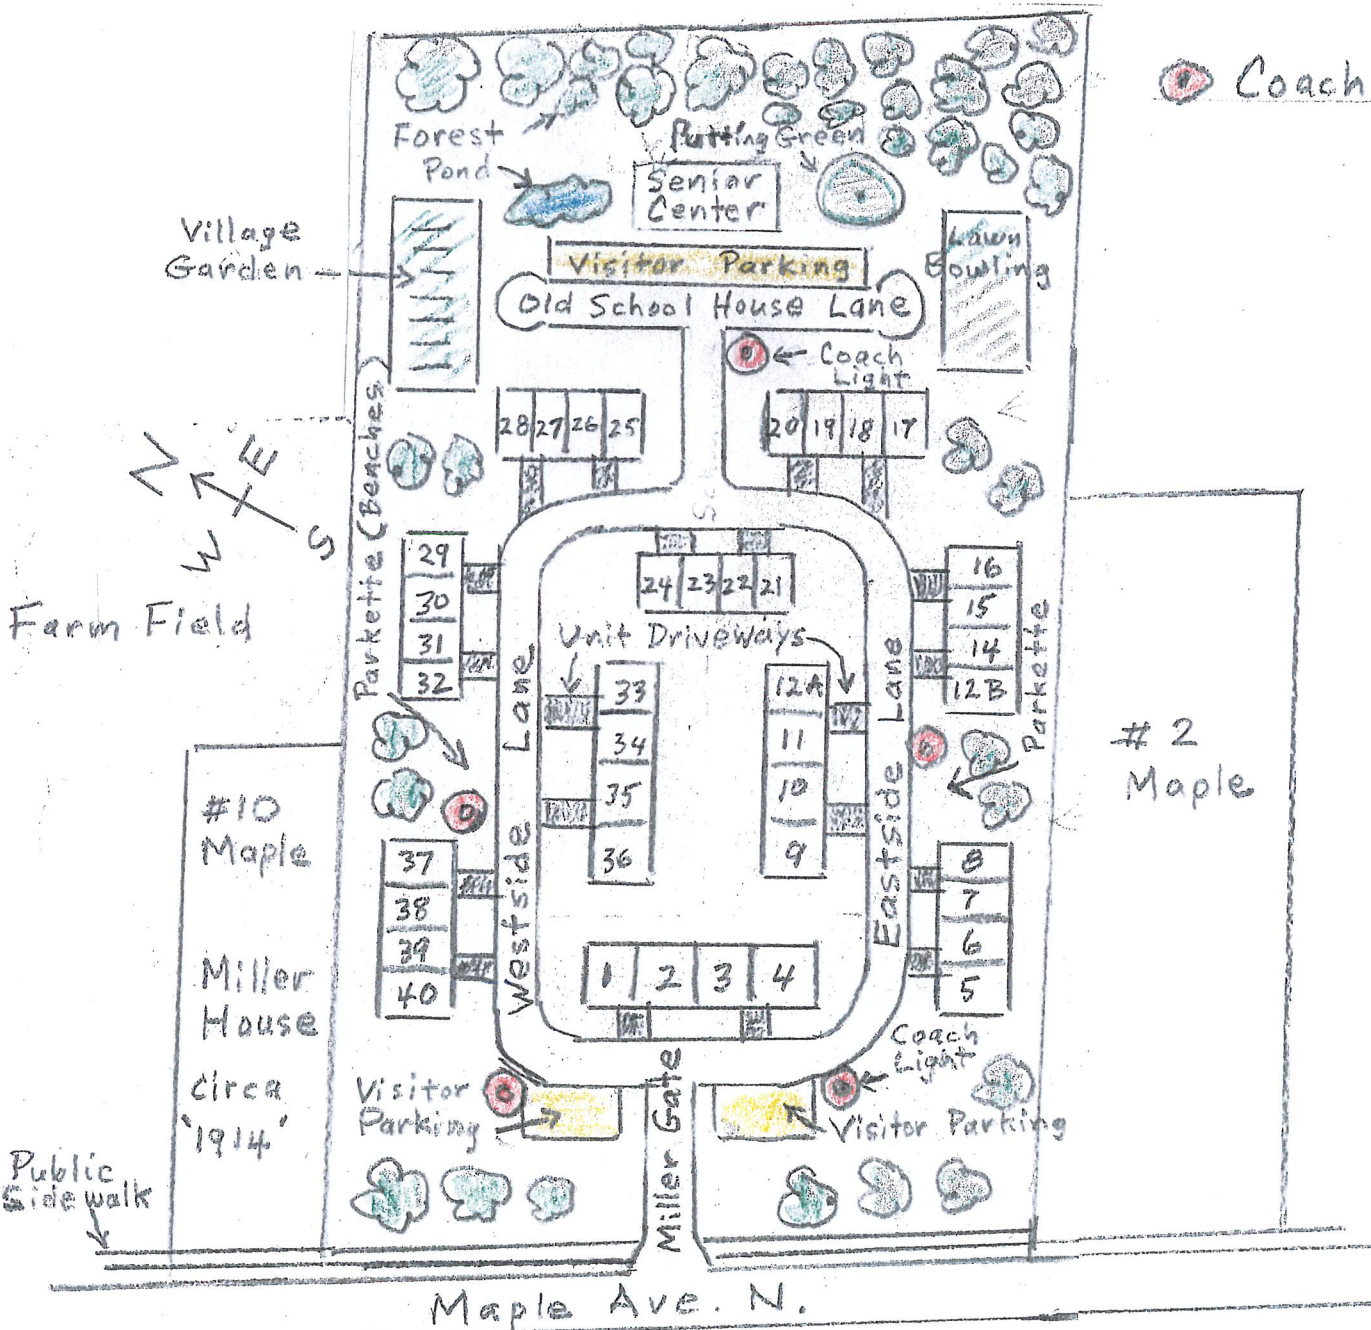 Coach
Forest
Pond
Putting Green
Senior
Center
Village
Garden
Lawn
Bowling
Visitor Parking
Old School House Lane
Coach
Light
28 27 26 25
20 19 18 17
N
E
W
S
Parkette (Benches)
Farm Field
29
30
31
32
24 23 22 21
16
15
14
12B
Parkette
Unit Driveways
Westside Lane
Eastside Lane
33
34
35
36
12A
11
10
9
#2
Maple
#10
Maple
Miller
House
Circa
'1914'
37
38
39
40
8
7
6
5
1 2 3 4
Coach
Light
Visitor
Parking
Miller Gate
Visitor Parking
Public
Sidewalk
Maple Ave. N.